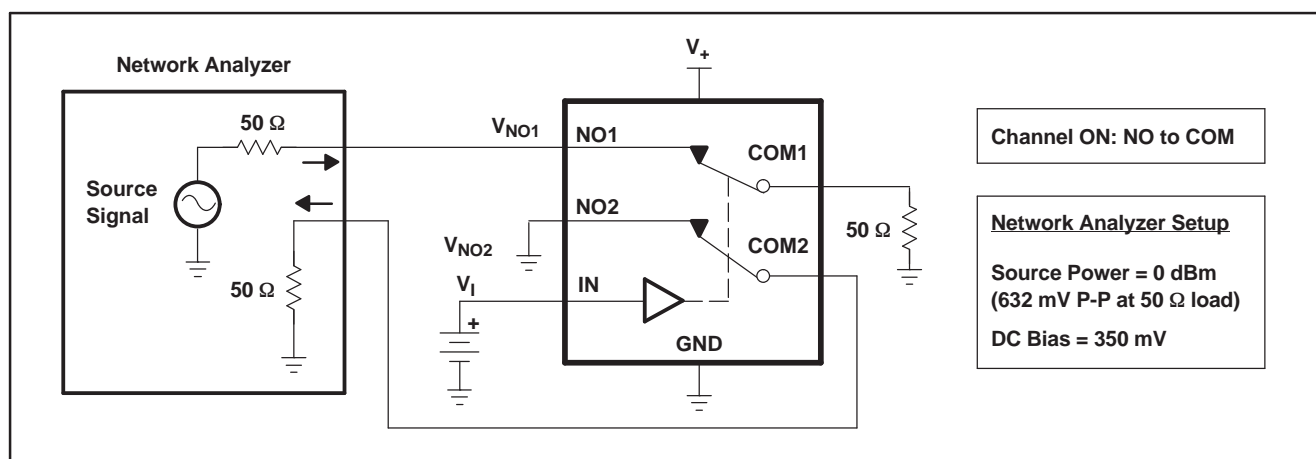 Network Analyzer
50 Ω
Source
Signal
50 Ω
V+
VNO1
NO1
COM1
NO2
VNO2
COM2
50 Ω
VI
IN
+
GND
Channel ON: NO to COM
Network Analyzer Setup
Source Power = 0 dBm
(632 mV P-P at 50 Ω load)
DC Bias = 350 mV